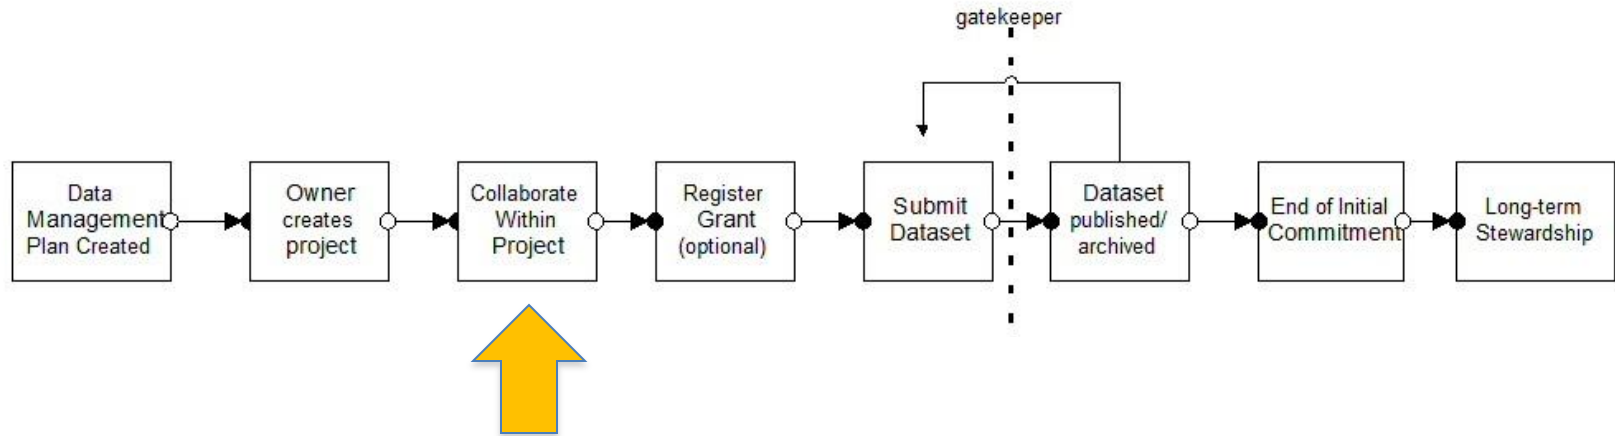 gatekeeper
Data
Management
Plan Created
Owner
creates
project
Collaborate
Within
Project
Register
Grant
(optional)
Submit
Dataset
Dataset
published/
archived
End of Initial
Commitment
Long-term
Stewardship